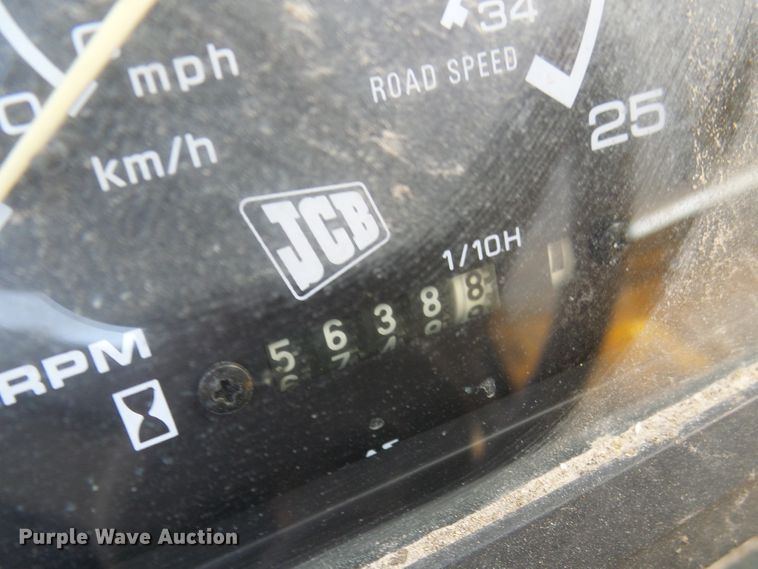 34
mph
ROAD SPEED
25
km/h
JCB
1/10H
5 6 3 8 8
RPM
Purple Wave Auction